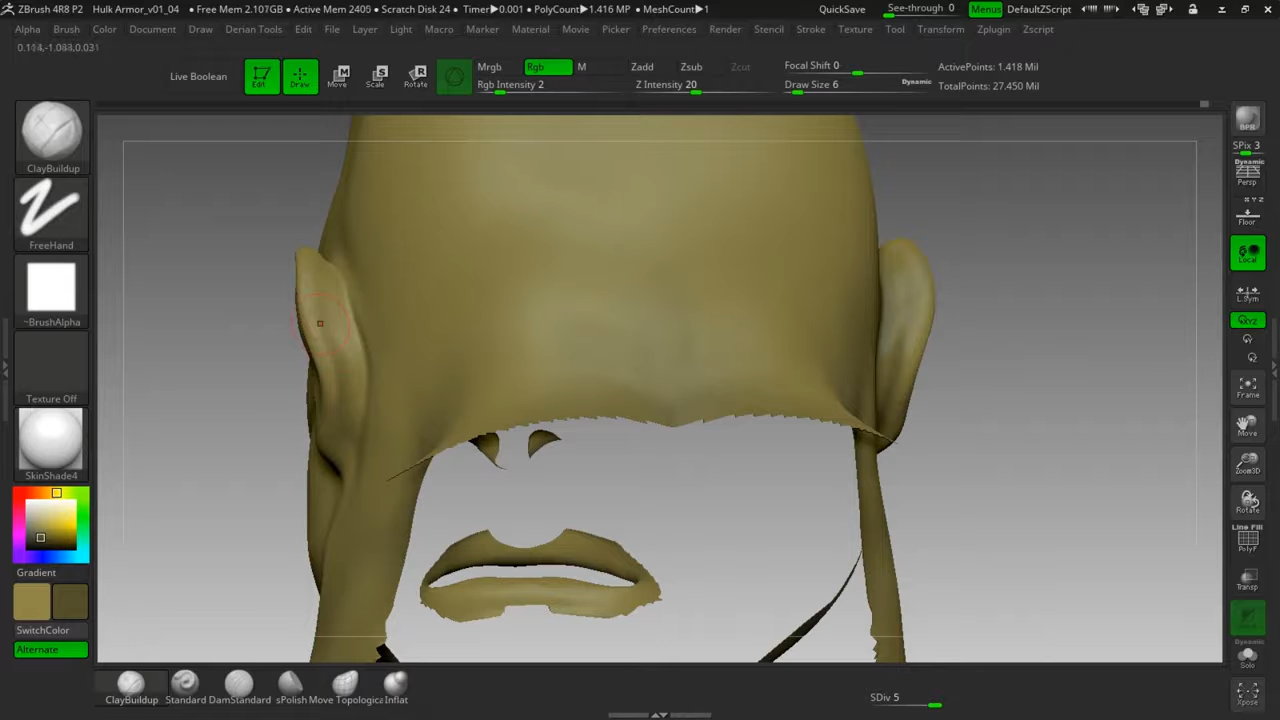 ZBrush 4R8 P2 Hulk Armor_v01_04 • Free Mem 2.107GB • Active Mem 2405 • Scratch Disk 24 • Timer▶0.001 • PolyCount▶1.416 MP • MeshCount▶1 QuickSave See-through 0 Menus DefaultZScript
Alpha Brush Color Document Draw Derian Tools Edit File Layer Light Macro Marker Material Movie Picker Preferences Render Stencil Stroke Texture Tool Transform Zplugin Zscript
Live Boolean
Edit Draw Move Scale Rotate
Mrgb Rgb M Zadd Zsub Zcut
Rgb Intensity 2 Z Intensity 20
Focal Shift 0
Draw Size 6 Dynamic
ActivePoints: 1.418 Mil
TotalPoints: 27.450 Mil
ClayBuildup
FreeHand
~BrushAlpha
Texture Off
SkinShade4
Gradient
SwitchColor
Alternate
BPR
SPix 3
Dynamic
Persp
Floor
Local
L.Sym
Frame
Move
Zoom3D
Rotate
Line Fill
PolyF
Transp
Dynamic
Solo
Xpose
ClayBuildup Standard DamStandard sPolish Move Topologica Inflat
SDiv 5